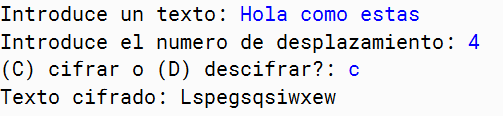 Introduce un texto: Hola como estas
Introduce el numero de desplazamiento: 4
(C) cifrar o (D) descifrar?: c
Texto cifrado: Lspegsqsiwxew